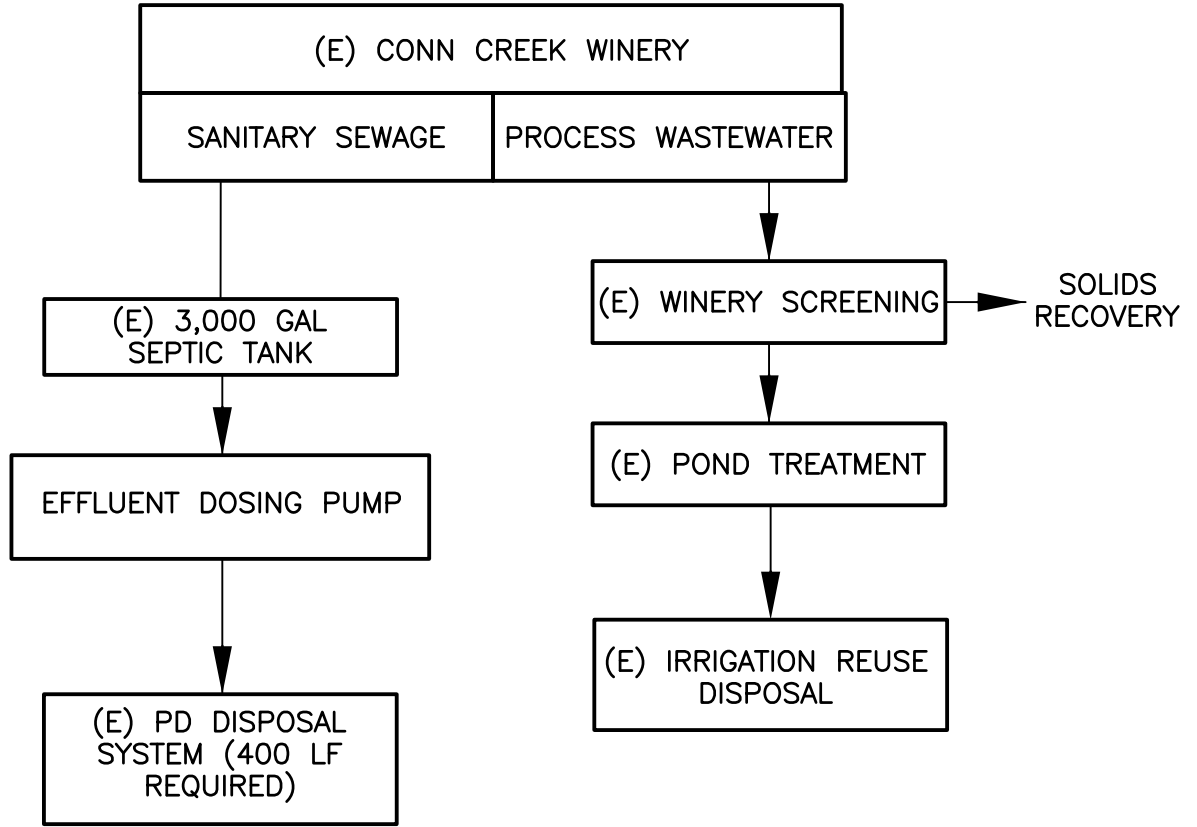 (E) CONN CREEK WINERY
SANITARY SEWAGE
PROCESS WASTEWATER
(E) 3,000 GAL
SEPTIC TANK
EFFLUENT DOSING PUMP
(E) PD DISPOSAL
SYSTEM (400 LF
REQUIRED)
(E) WINERY SCREENING
SOLIDS
RECOVERY
(E) POND TREATMENT
(E) IRRIGATION REUSE
DISPOSAL